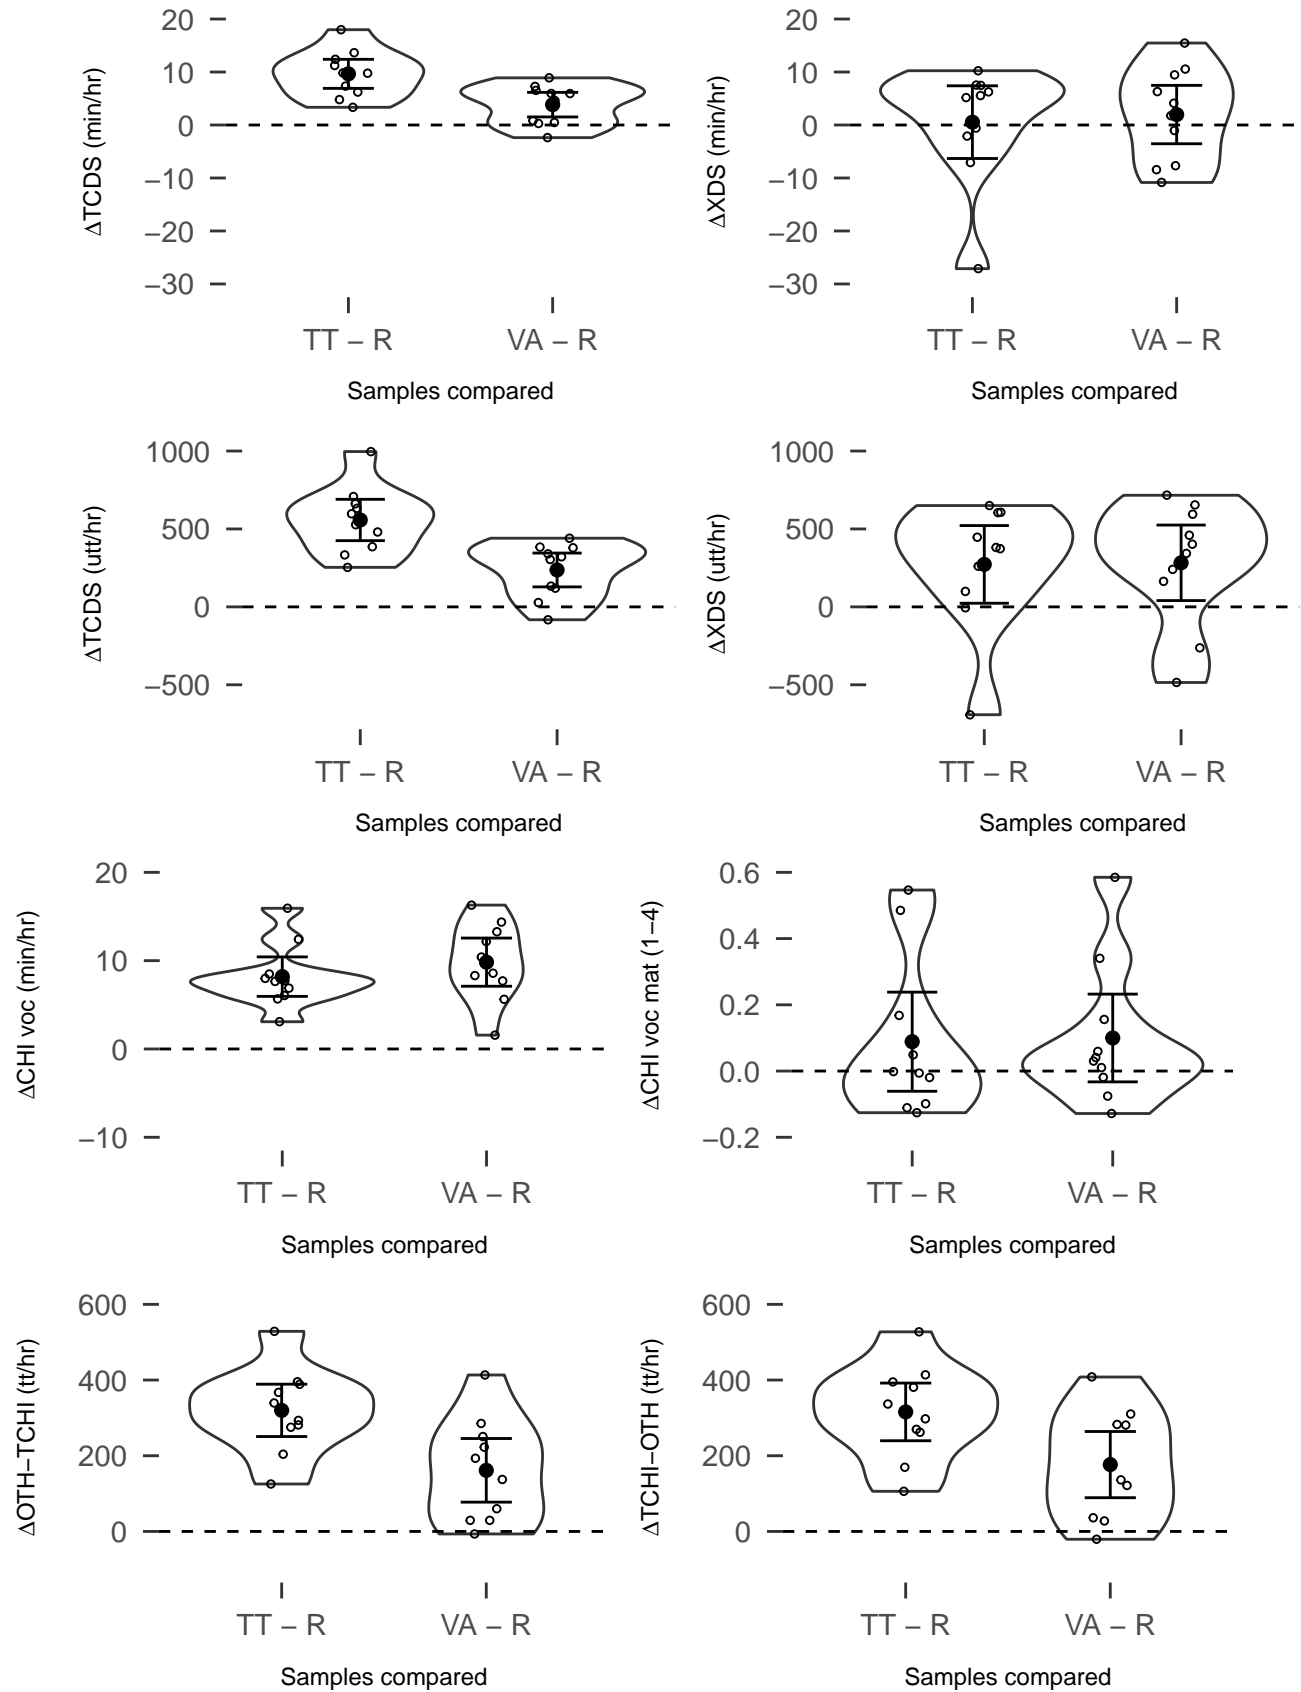 ΔTCDS (min/hr)
20
10
0
−10
−20
−30
TT − R
VA − R
Samples compared
ΔXDS (min/hr)
20
10
0
−10
−20
−30
TT − R
VA − R
Samples compared
ΔTCDS (utt/hr)
1000
500
0
−500
TT − R
VA − R
Samples compared
ΔXDS (utt/hr)
1000
500
0
−500
TT − R
VA − R
Samples compared
ΔCHI voc (min/hr)
20
10
0
−10
TT − R
VA − R
Samples compared
ΔCHI voc mat (1−4)
0.6
0.4
0.2
0.0
−0.2
TT − R
VA − R
Samples compared
ΔOTH−TCHI (tt/hr)
600
400
200
0
TT − R
VA − R
Samples compared
ΔTCHI−OTH (tt/hr)
600
400
200
0
TT − R
VA − R
Samples compared